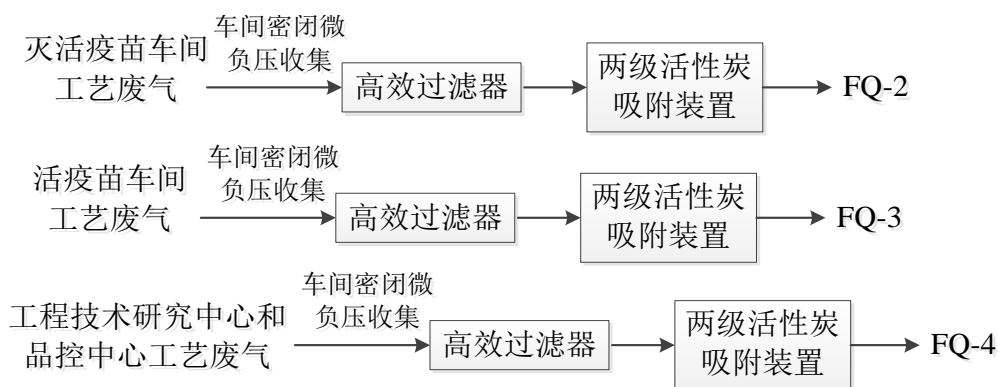 灭活疫苗车间
工艺废气
车间密闭微
负压收集
高效过滤器
两级活性炭
吸附装置
FQ-2
活疫苗车间
工艺废气
车间密闭微
负压收集
高效过滤器
两级活性炭
吸附装置
FQ-3
工程技术研究中心和
品控中心工艺废气
车间密闭微
负压收集
高效过滤器
两级活性炭
吸附装置
FQ-4